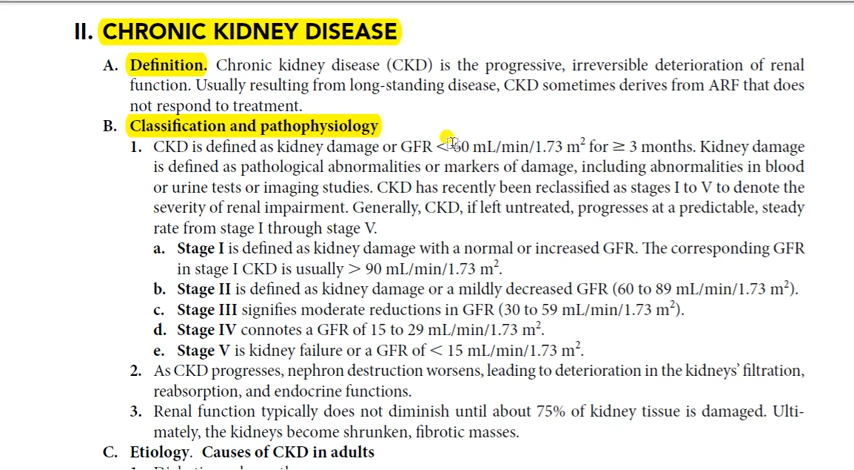 II. CHRONIC KIDNEY DISEASE
A. Definition. Chronic kidney disease (CKD) is the progressive, irreversible deterioration of renal
function. Usually resulting from long-standing disease, CKD sometimes derives from ARF that does
not respond to treatment.
B. Classification and pathophysiology
1. CKD is defined as kidney damage or GFR < 60 mL/min/1.73 m² for ≥ 3 months. Kidney damage
is defined as pathological abnormalities or markers of damage, including abnormalities in blood
or urine tests or imaging studies. CKD has recently been reclassified as stages I to V to denote the
severity of renal impairment. Generally, CKD, if left untreated, progresses at a predictable, steady
rate from stage I through stage V.
a. Stage I is defined as kidney damage with a normal or increased GFR. The corresponding GFR
in stage I CKD is usually > 90 mL/min/1.73 m².
b. Stage II is defined as kidney damage or a mildly decreased GFR (60 to 89 mL/min/1.73 m²).
c. Stage III signifies moderate reductions in GFR (30 to 59 mL/min/1.73 m²).
d. Stage IV connotes a GFR of 15 to 29 mL/min/1.73 m².
e. Stage V is kidney failure or a GFR of < 15 mL/min/1.73 m².
2. As CKD progresses, nephron destruction worsens, leading to deterioration in the kidneys' filtration,
reabsorption, and endocrine functions.
3. Renal function typically does not diminish until about 75% of kidney tissue is damaged. Ulti-
mately, the kidneys become shrunken, fibrotic masses.
C. Etiology. Causes of CKD in adults